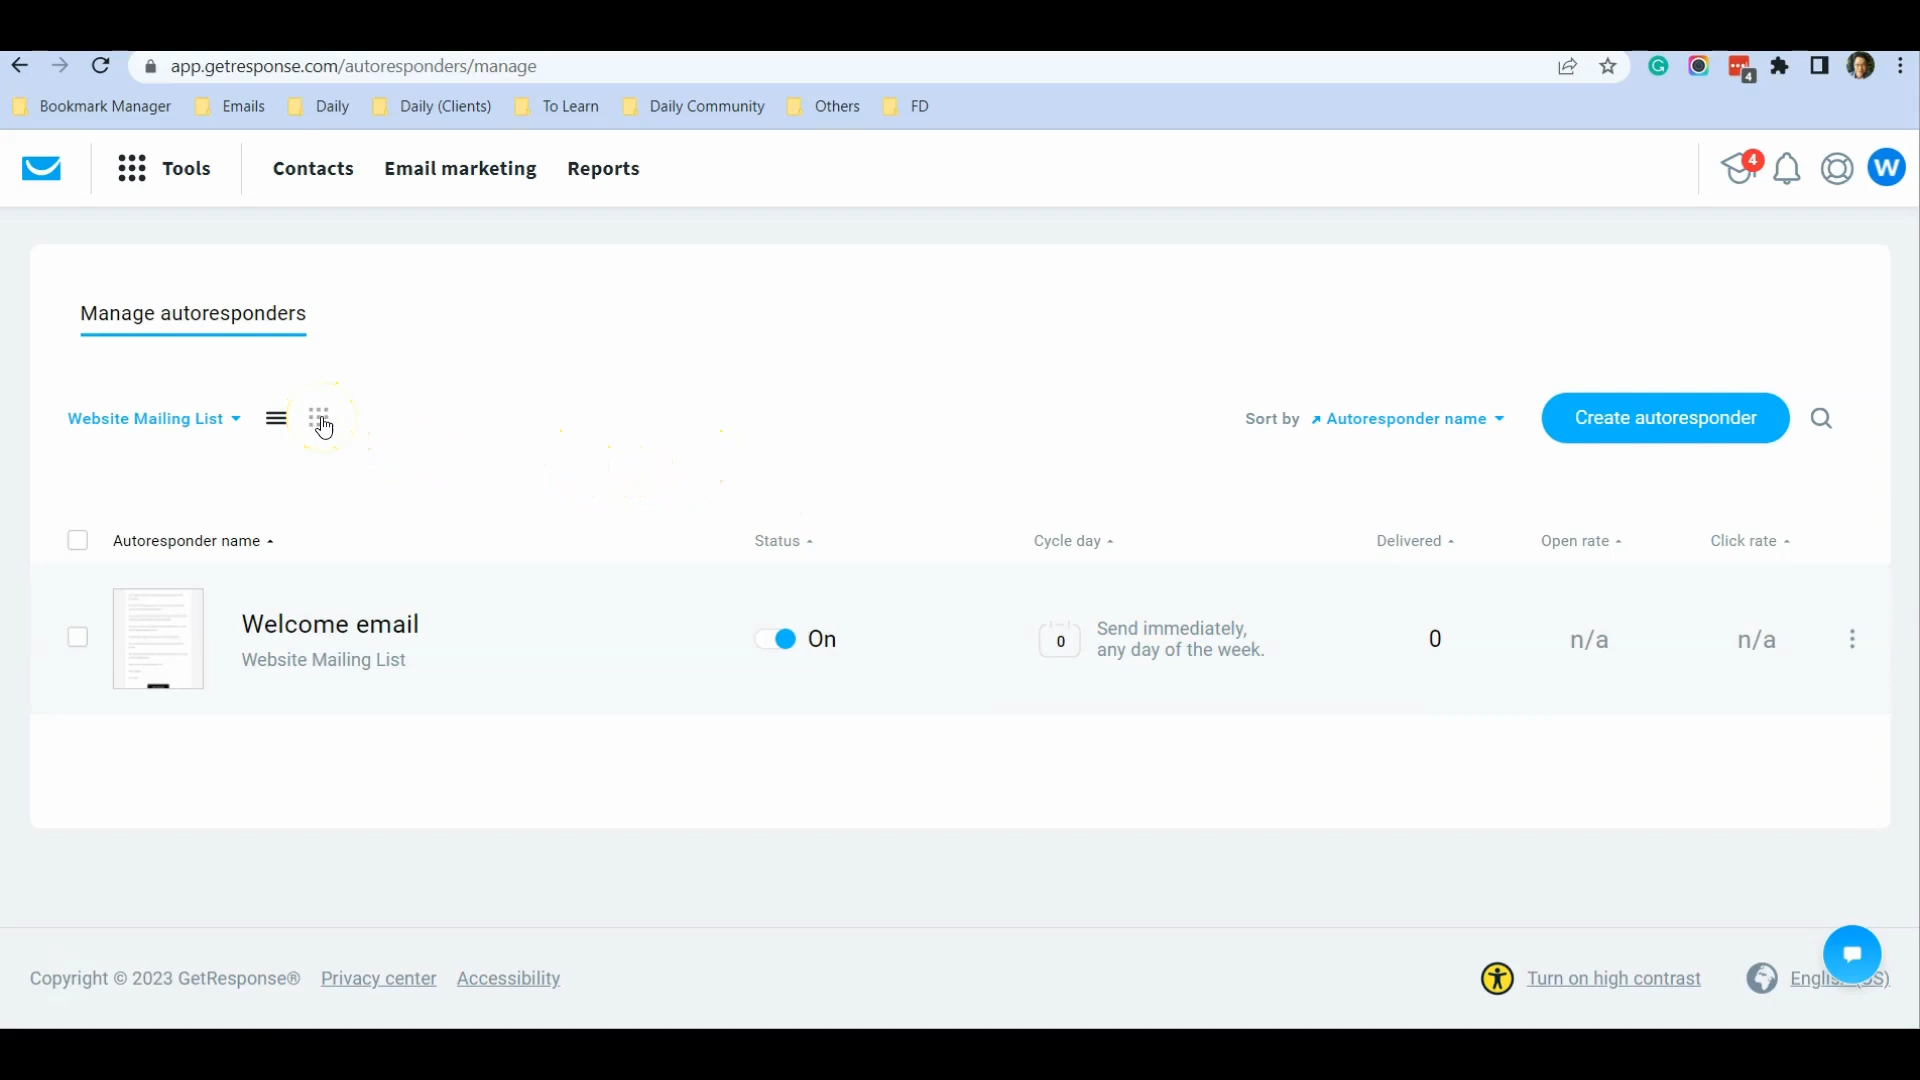 app.getresponse.com/autoresponders/manage
4
Bookmark Manager Emails Daily Daily (Clients) To Learn Daily Community Others FD
Tools Contacts Email marketing Reports 4 W
Manage autoresponders
Website Mailing List Sort by Autoresponder name Create autoresponder
Autoresponder name Status Cycle day Delivered Open rate Click rate
Welcome email
Website Mailing List
On
0
Send immediately,
any day of the week.
0 n/a n/a
Copyright © 2023 GetResponse® Privacy center Accessibility Turn on high contrast